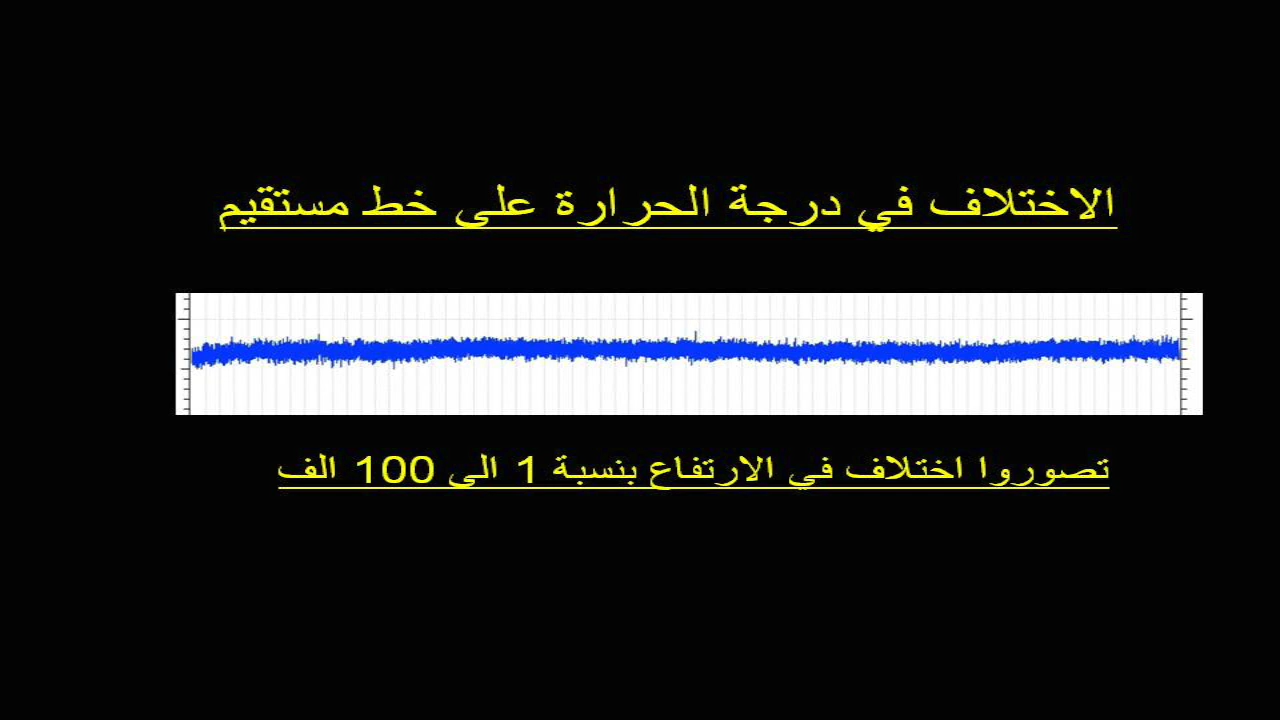 الاختلاف في درجة الحرارة على خط مستقيم
تصوروا اختلاف في الارتفاع بنسبة 1 الى 100 الف